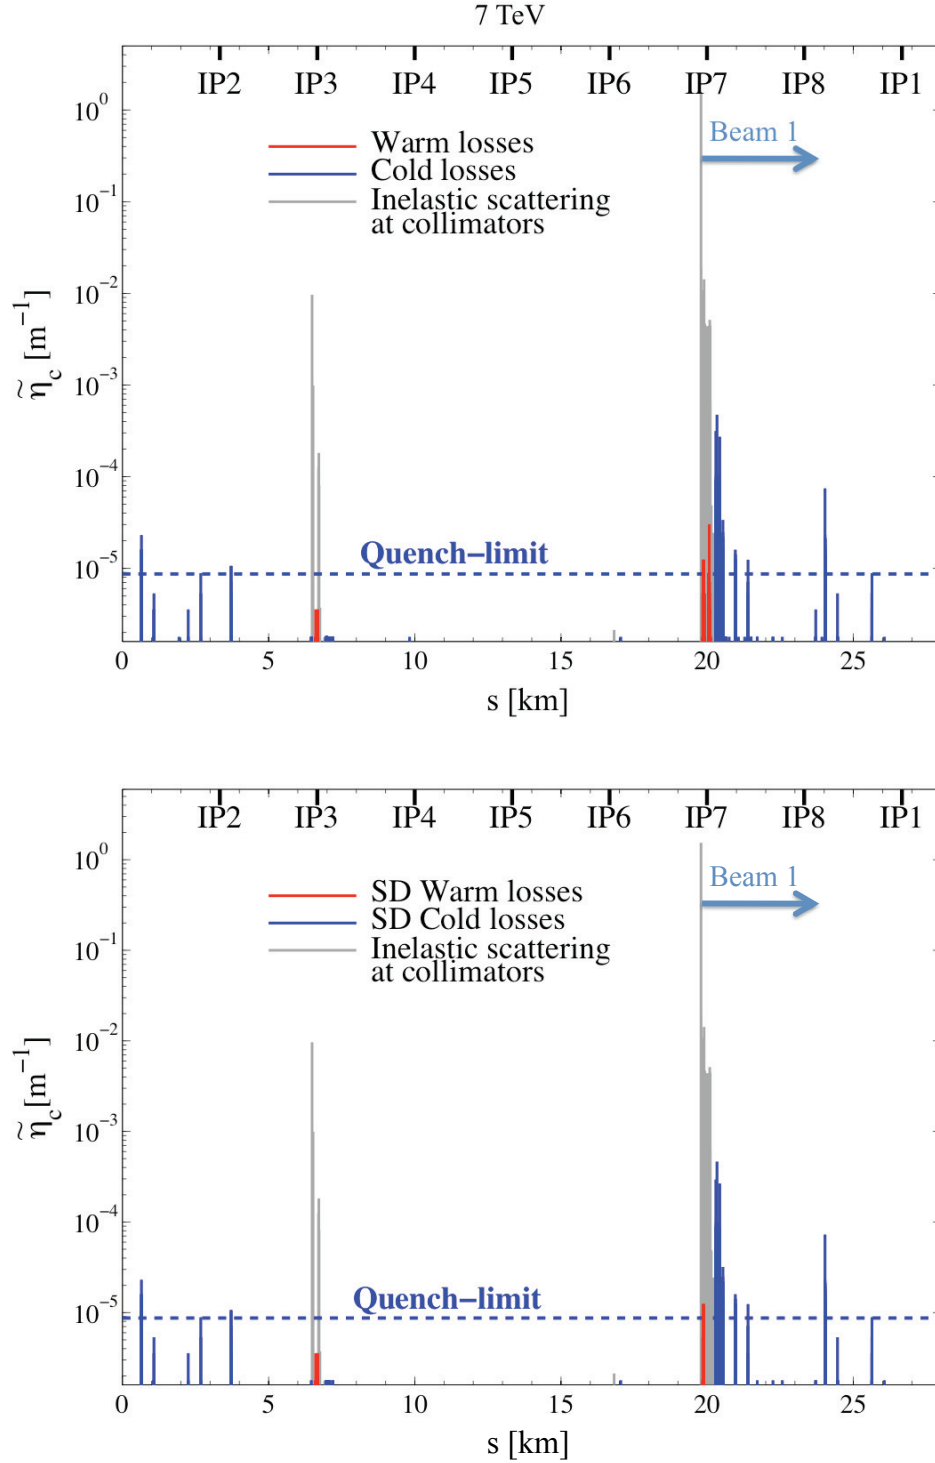 7 TeV
IP2 IP3 IP4 IP5 IP6 IP7 IP8 IP1
10⁰
Beam 1
Warm losses
Cold losses
Inelastic scattering
at collimators
10⁻¹
10⁻²
10⁻³
10⁻⁴
10⁻⁵
η̃_c [m⁻¹]
Quench−limit
0 5 10 15 20 25
s [km]
IP2 IP3 IP4 IP5 IP6 IP7 IP8 IP1
10⁰
Beam 1
SD Warm losses
SD Cold losses
Inelastic scattering
at collimators
10⁻¹
10⁻²
10⁻³
10⁻⁴
10⁻⁵
η̃_c[m⁻¹]
Quench−limit
0 5 10 15 20 25
s [km]